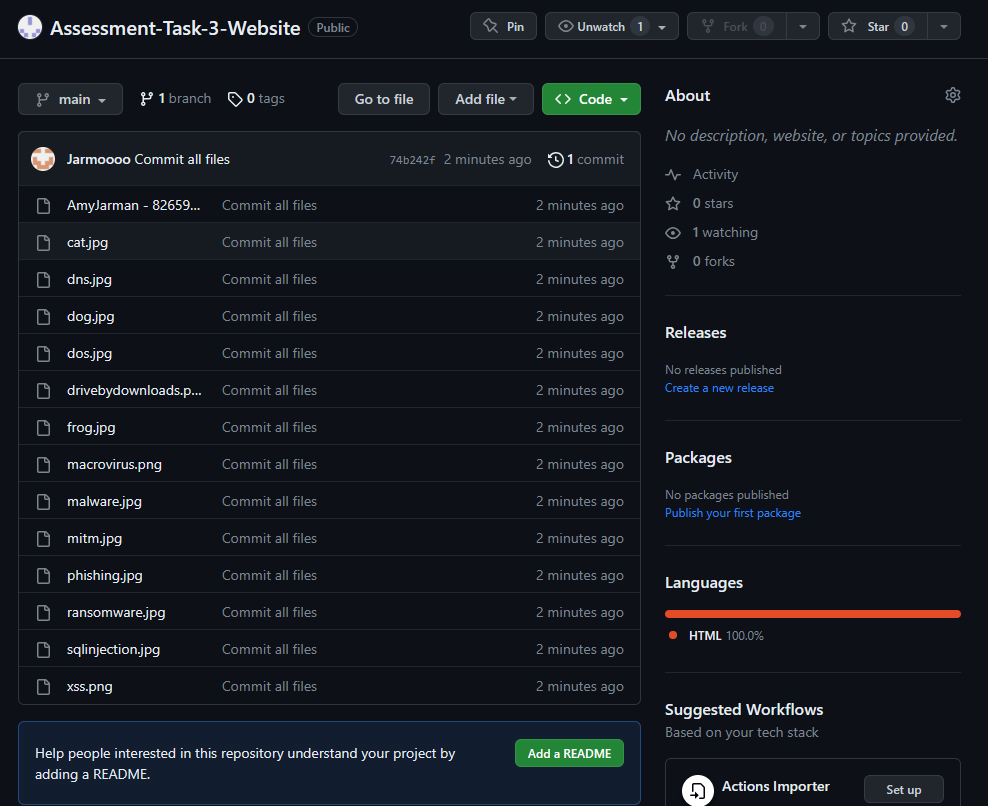 Assessment-Task-3-Website Public Pin Unwatch 1 Fork 0 Star 0
main 1 branch 0 tags Go to file Add file Code
Jarmoooo Commit all files 74b242f 2 minutes ago 1 commit
AmyJarman - 82659... Commit all files 2 minutes ago
cat.jpg Commit all files 2 minutes ago
dns.jpg Commit all files 2 minutes ago
dog.jpg Commit all files 2 minutes ago
dos.jpg Commit all files 2 minutes ago
drivebydownloads.p... Commit all files 2 minutes ago
frog.jpg Commit all files 2 minutes ago
macrovirus.png Commit all files 2 minutes ago
malware.jpg Commit all files 2 minutes ago
mitm.jpg Commit all files 2 minutes ago
phishing.jpg Commit all files 2 minutes ago
ransomware.jpg Commit all files 2 minutes ago
sqlinjection.jpg Commit all files 2 minutes ago
xss.png Commit all files 2 minutes ago
Help people interested in this repository understand your project by
adding a README.
Add a README
About
No description, website, or topics provided.
Activity
0 stars
1 watching
0 forks
Releases
No releases published
Create a new release
Packages
No packages published
Publish your first package
Languages
HTML 100.0%
Suggested Workflows
Based on your tech stack
Actions Importer Set up